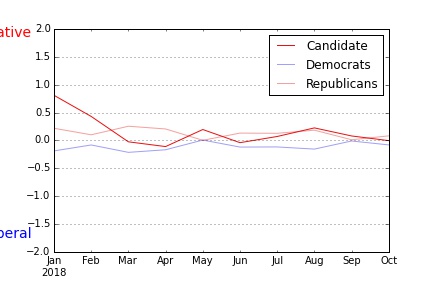 ative
2.0
1.5
1.0
0.5
0.0
−0.5
−1.0
−1.5
−2.0
beral
Candidate
Democrats
Republicans
Jan Feb Mar Apr May Jun Jul Aug Sep Oct
2018